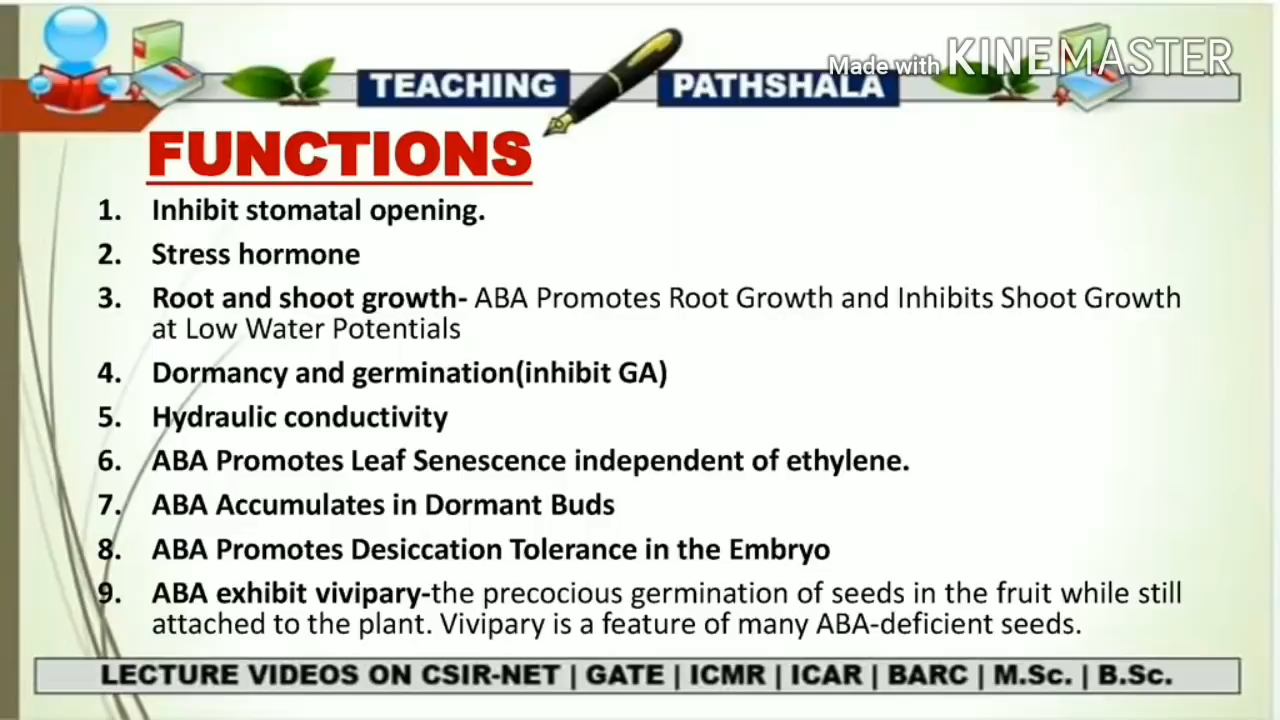 Made with KINEMASTER
TEACHING PATHSHALA
FUNCTIONS
1. Inhibit stomatal opening.
2. Stress hormone
3. Root and shoot growth- ABA Promotes Root Growth and Inhibits Shoot Growth
at Low Water Potentials
4. Dormancy and germination(inhibit GA)
5. Hydraulic conductivity
6. ABA Promotes Leaf Senescence independent of ethylene.
7. ABA Accumulates in Dormant Buds
8. ABA Promotes Desiccation Tolerance in the Embryo
9. ABA exhibit vivipary-the precocious germination of seeds in the fruit while still
attached to the plant. Vivipary is a feature of many ABA-deficient seeds.
LECTURE VIDEOS ON CSIR-NET | GATE | ICMR | ICAR | BARC | M.Sc. | B.Sc.